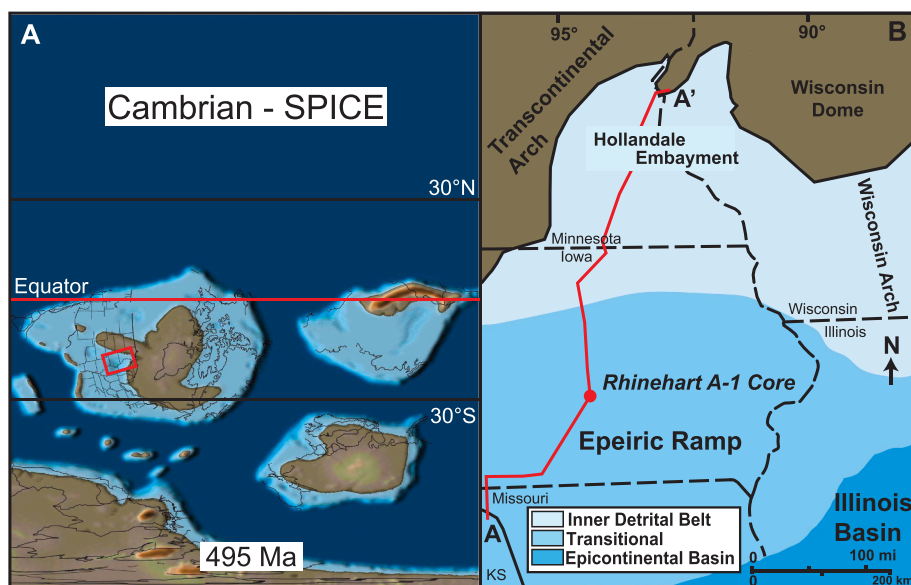 A
Cambrian - SPICE
30°N
Equator
30°S
495 Ma
95°
90°
B
Transcontinental
Arch
Wisconsin
Dome
A'
Hollandale
Embayment
Wisconsin Arch
Minnesota
Iowa
Wisconsin
Illinois
N
Rhinehart A-1 Core
Epeiric Ramp
Missouri
A
KS
Inner Detrital Belt
Transitional
Epicontinental Basin
Illinois
Basin
0 100 mi
0 200 km